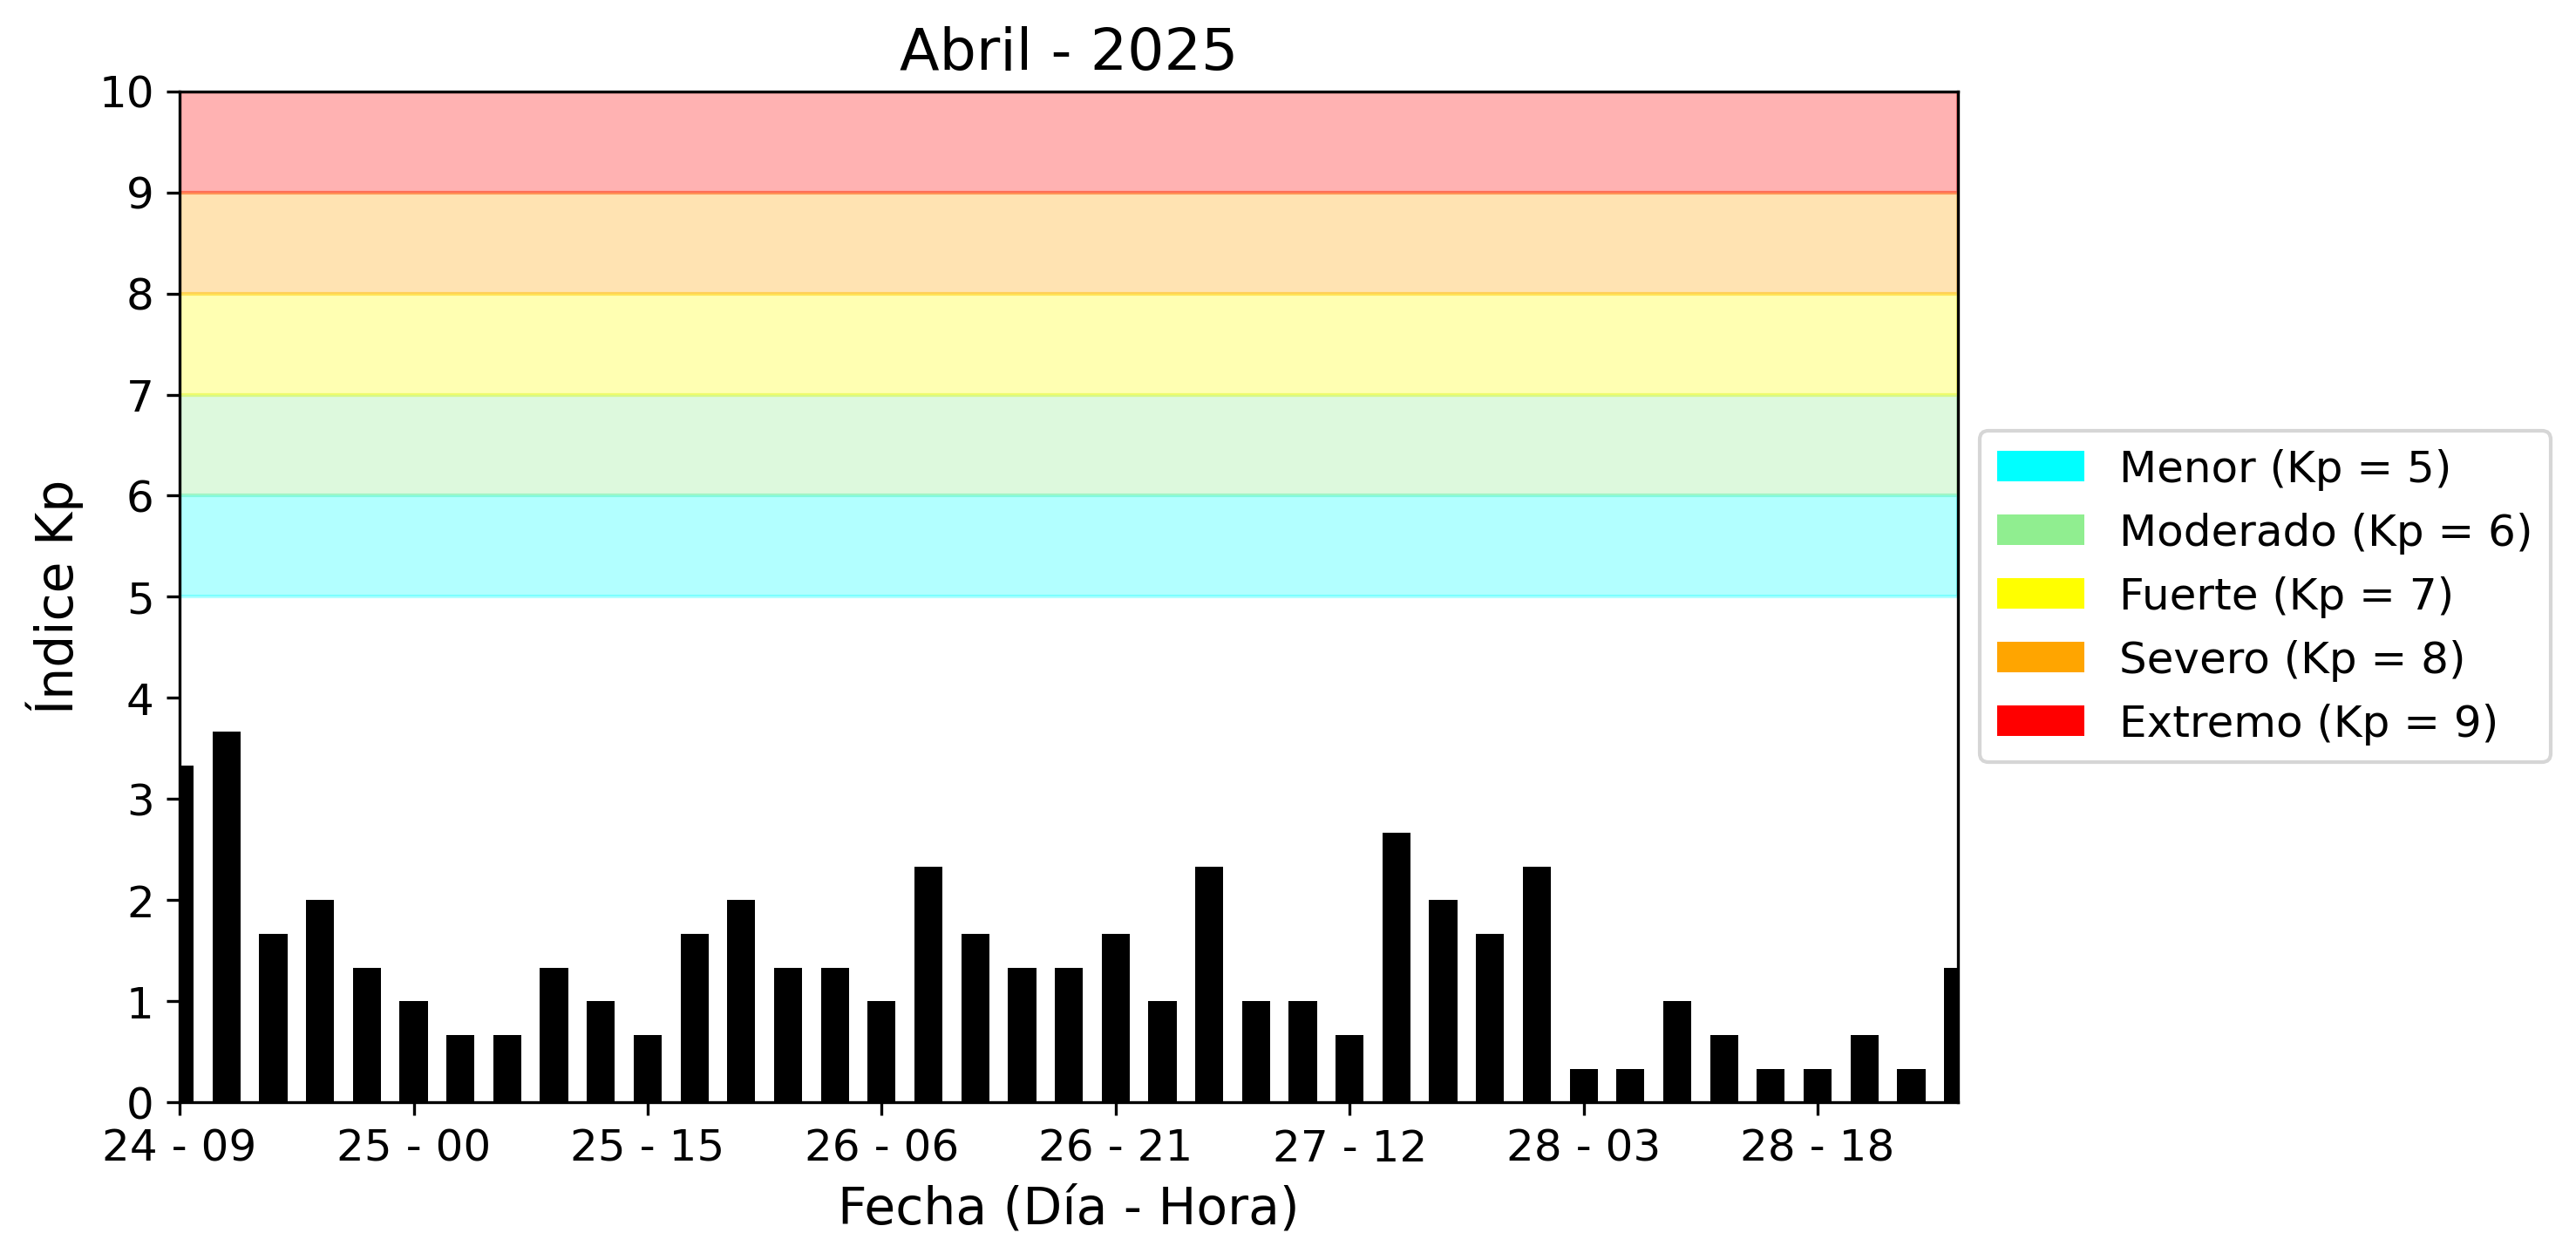 Abril - 2025
10
9
8
7
6
5
4
3
2
1
0
Índice Kp
24 - 09
25 - 00
25 - 15
26 - 06
26 - 21
27 - 12
28 - 03
28 - 18
Fecha (Día - Hora)
Menor (Kp = 5)
Moderado (Kp = 6)
Fuerte (Kp = 7)
Severo (Kp = 8)
Extremo (Kp = 9)